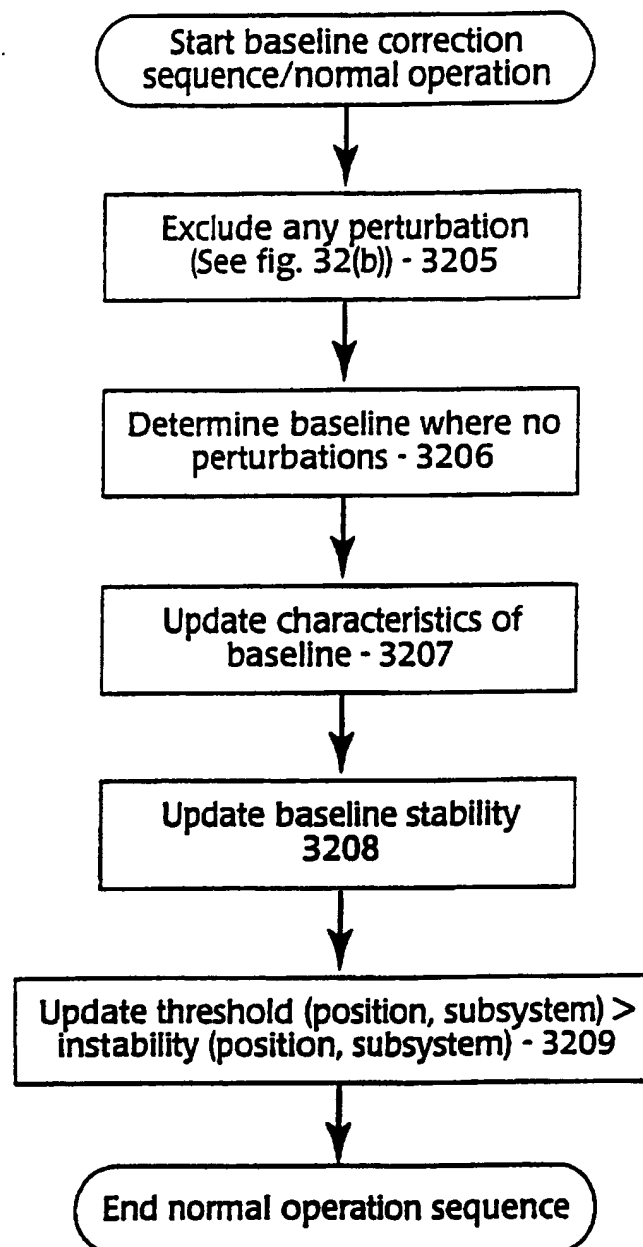 Start baseline correction
sequence/normal operation
Exclude any perturbation
(See fig. 32(b)) - 3205
Determine baseline where no
perturbations - 3206
Update characteristics of
baseline - 3207
Update baseline stability
3208
Update threshold (position, subsystem) >
instability (position, subsystem) - 3209
End normal operation sequence